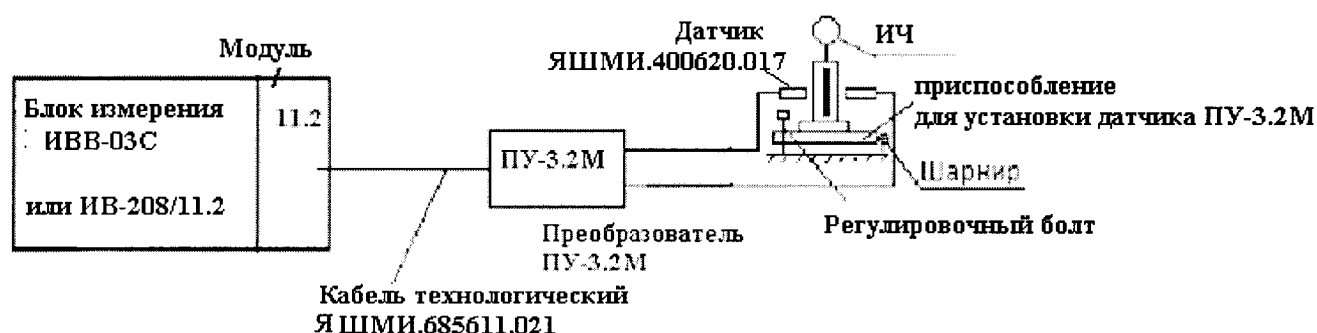 Модуль
Блок измерения
ИВВ-03С
или ИВ-208/11.2
11.2
ПУ-3.2М
Преобразователь
ПУ-3.2М
Кабель технологический
ЯШМИ.685611.021
Датчик
ЯШМИ.400620.017
ИЧ
приспособление
для установки датчика ПУ-3.2М
Шарнир
Регулировочный болт